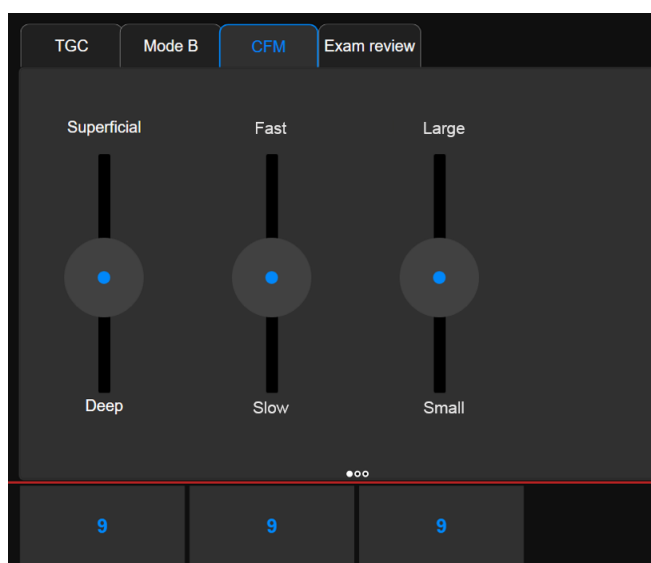 TGC Mode B CFM Exam review
Superficial Fast Large
Deep Slow Small
9 9 9